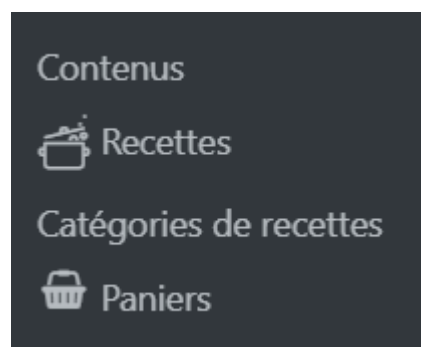 Contenus
Recettes
Catégories de recettes
Paniers